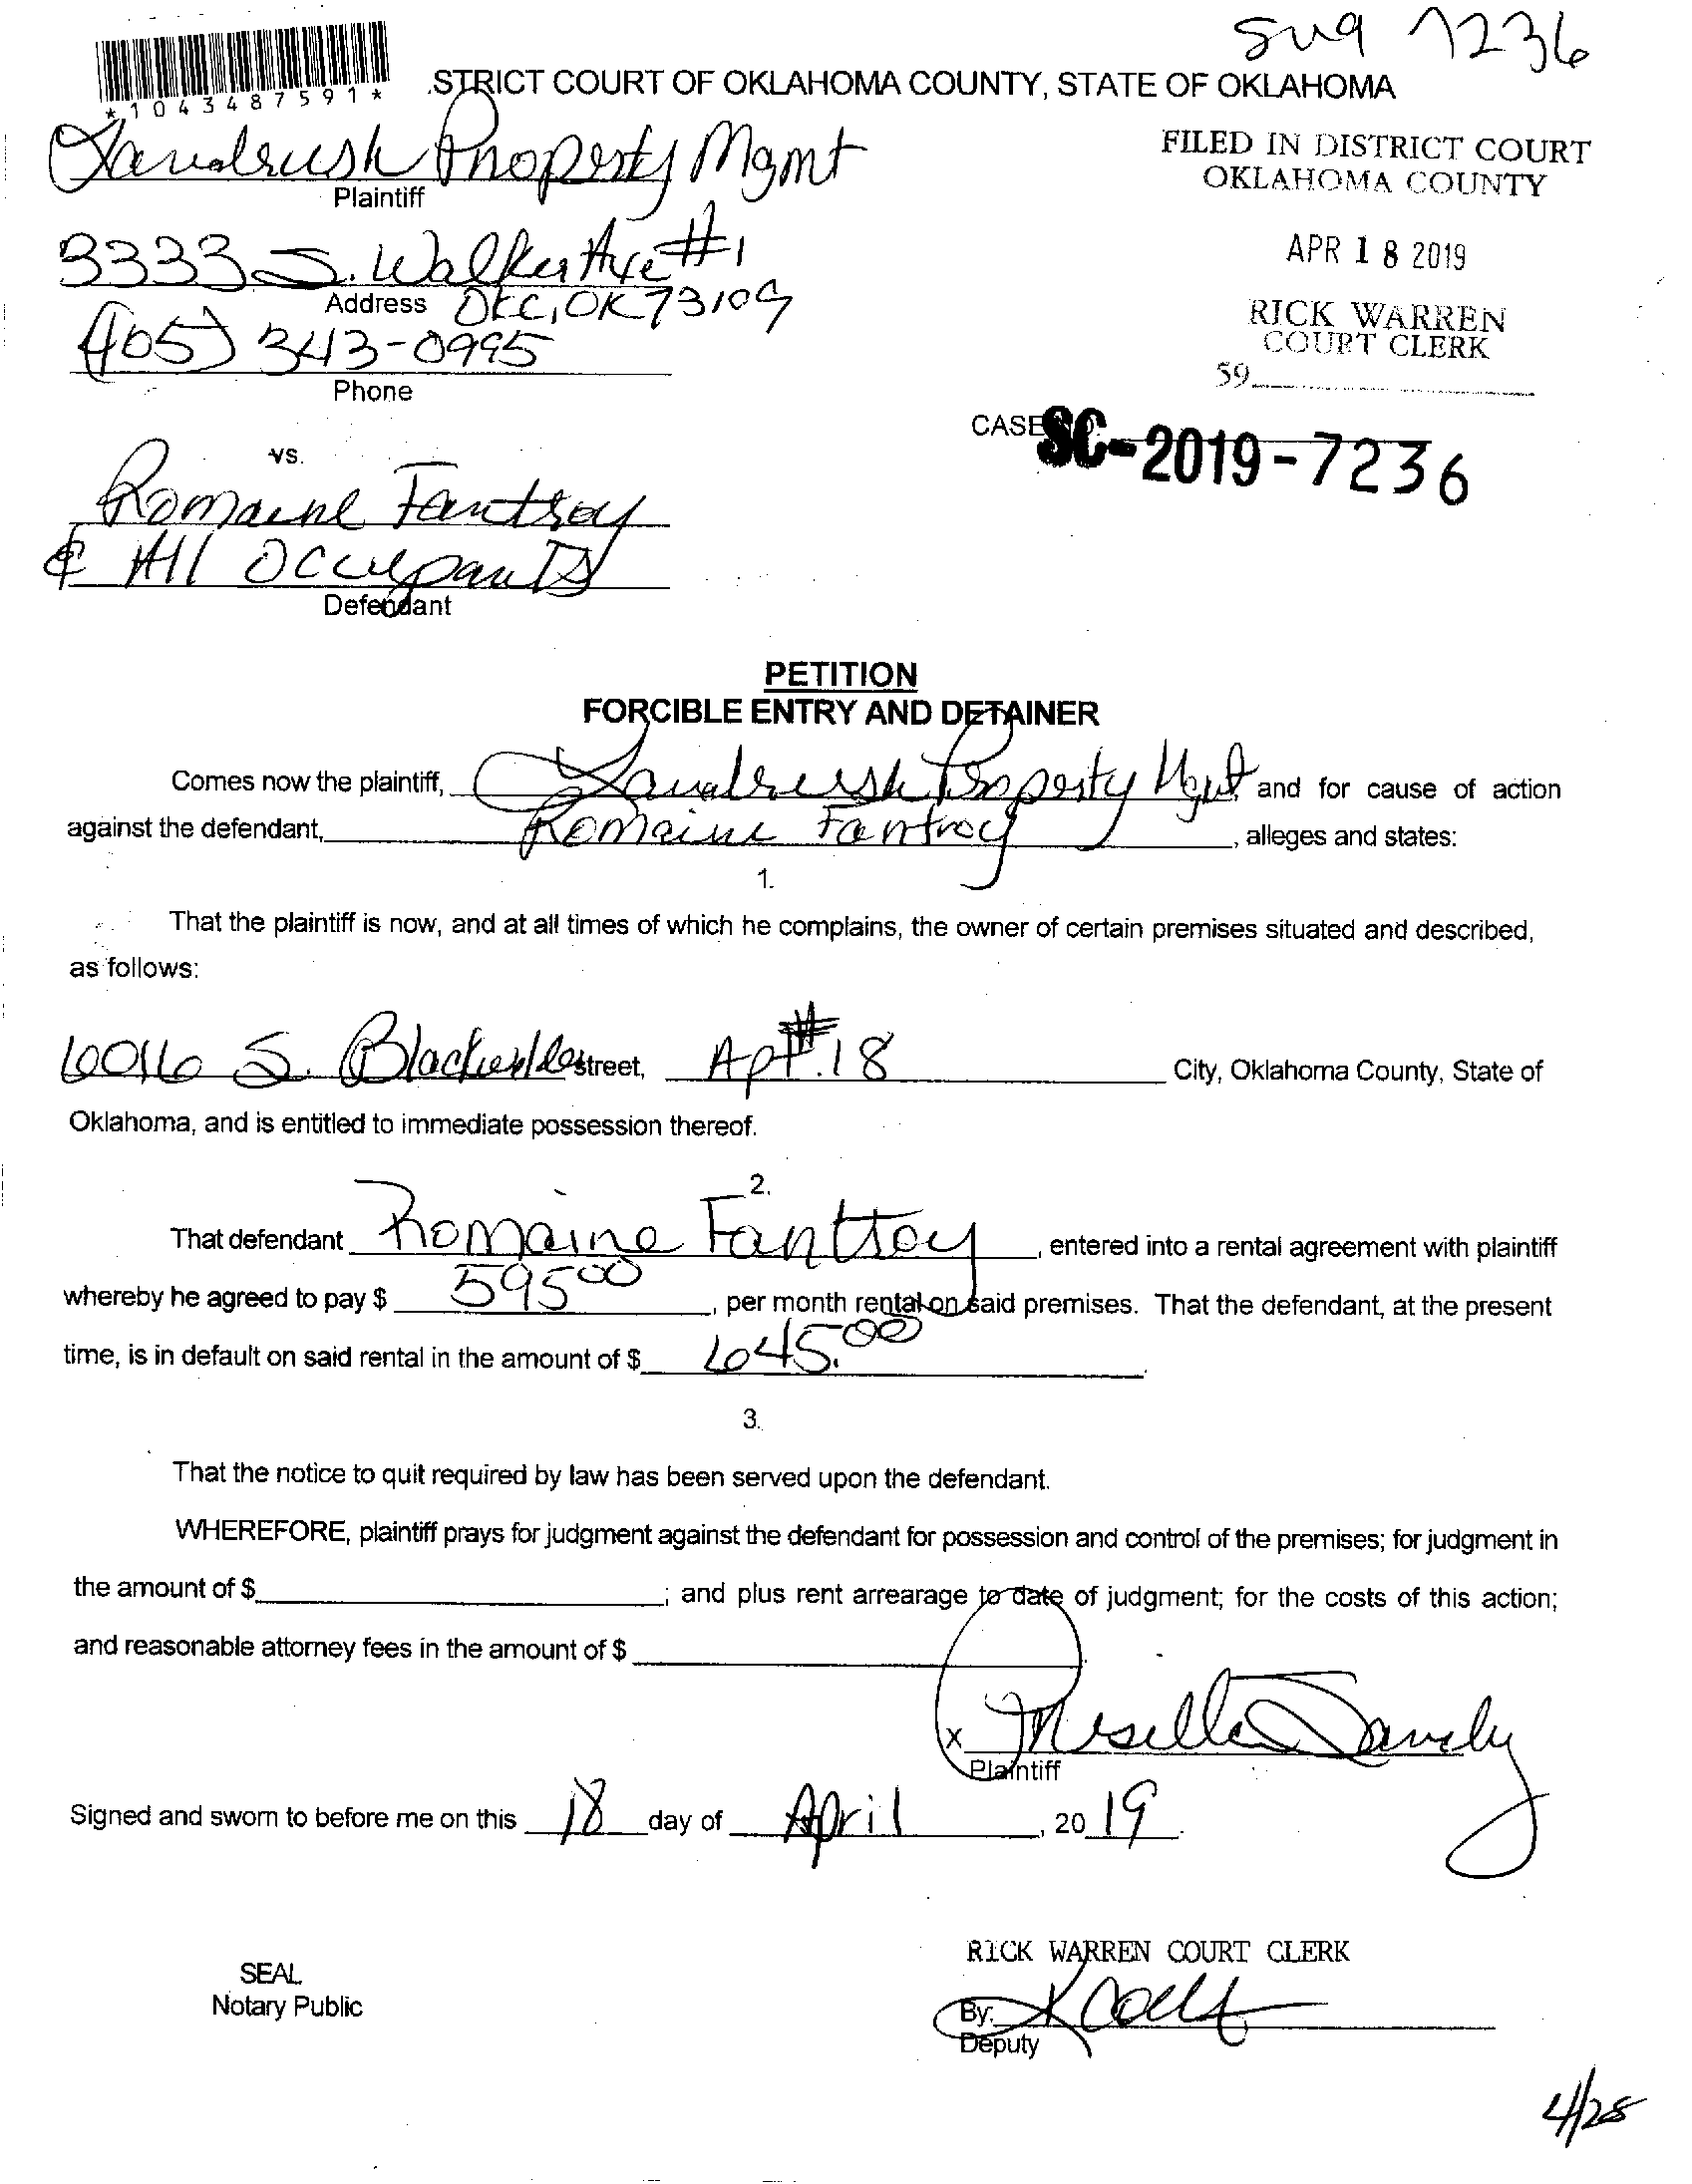 SM19 7236
*1043487591*
.STRICT COURT OF OKLAHOMA COUNTY, STATE OF OKLAHOMA
Landrush Property Mgmt
Plaintiff
FILED IN DISTRICT COURT
OKLAHOMA COUNTY
3333 S. Walker Ave #1
Address OKC, OK 73109
APR 18 2019
(405) 343-0995
Phone
RICK WARREN
COURT CLERK
59
CASE NO. SC-2019-7236
vs.
Romaine Fantroy
& All Occupants
Defendant
PETITION
FORCIBLE ENTRY AND DETAINER
Comes now the plaintiff, Landrush Property Mgmt and for cause of action
against the defendant, Romaine Fantroy, alleges and states:
1.
That the plaintiff is now, and at all times of which he complains, the owner of certain premises situated and described,
as follows:
6016 S. Blackwelder street, Apt #.18 City, Oklahoma County, State of
Oklahoma, and is entitled to immediate possession thereof.
2.
That defendant Romaine Fanttoy, entered into a rental agreement with plaintiff
whereby he agreed to pay $ 595 00, per month rental on said premises. That the defendant, at the present
time, is in default on said rental in the amount of $ 645.00.
3.
That the notice to quit required by law has been served upon the defendant.
WHEREFORE, plaintiff prays for judgment against the defendant for possession and control of the premises; for judgment in
the amount of $ ; and plus rent arrearage to date of judgment; for the costs of this action;
and reasonable attorney fees in the amount of $
x
Plaintiff
Signed and sworn to before me on this 18 day of April, 20 19.
RICK WARREN COURT CLERK
SEAL
Notary Public
By:
Deputy
4/25